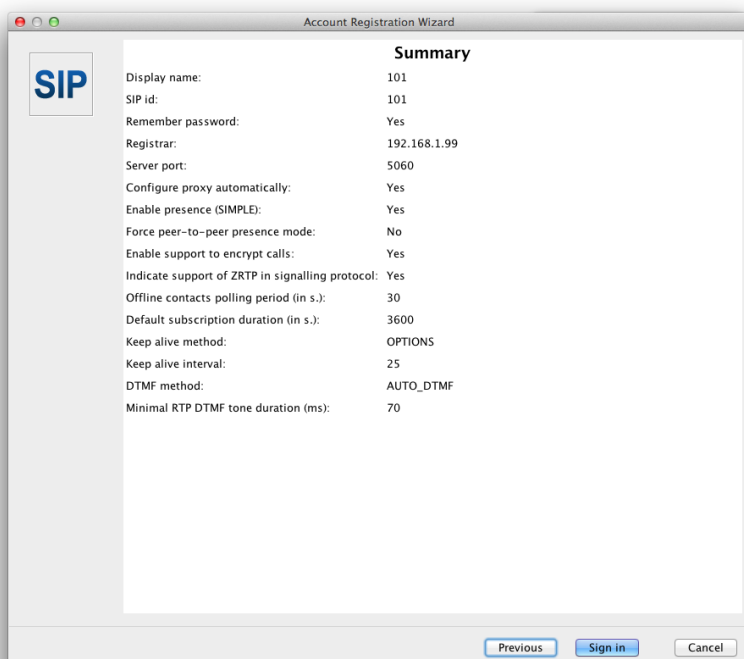 Account Registration Wizard
SIP
Summary
Display name: 101
SIP id: 101
Remember password: Yes
Registrar: 192.168.1.99
Server port: 5060
Configure proxy automatically: Yes
Enable presence (SIMPLE): Yes
Force peer-to-peer presence mode: No
Enable support to encrypt calls: Yes
Indicate support of ZRTP in signalling protocol: Yes
Offline contacts polling period (in s.): 30
Default subscription duration (in s.): 3600
Keep alive method: OPTIONS
Keep alive interval: 25
DTMF method: AUTO_DTMF
Minimal RTP DTMF tone duration (ms): 70
Previous Sign in Cancel